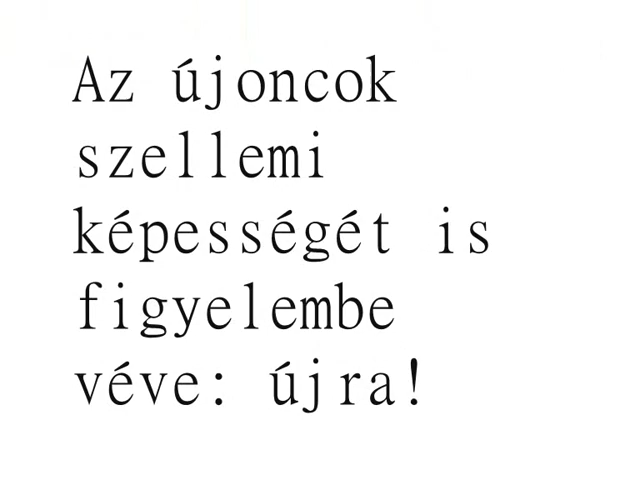 Az újoncok
szellemi
képességét is
figyelembe
véve: újra!